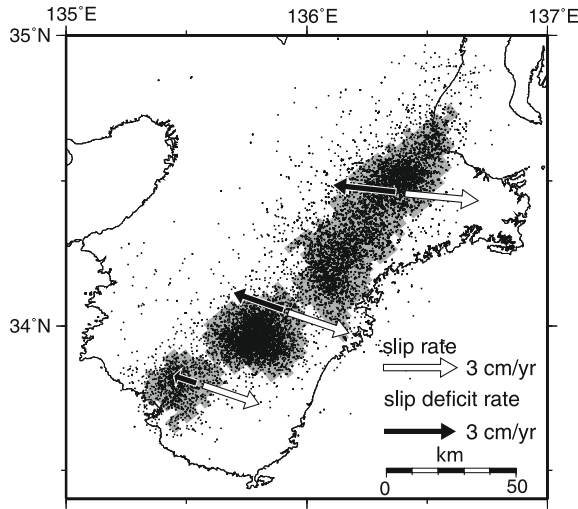 135˚E 136˚E 137˚E
35˚N
34˚N
slip rate
3 cm/yr
slip deficit rate
3 cm/yr
km
0 50